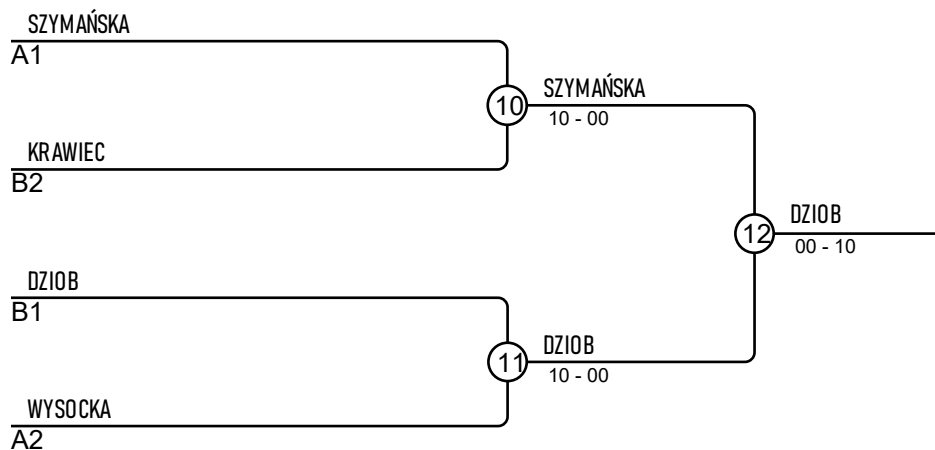 SZYMAŃSKA
A1
10
SZYMAŃSKA
10 - 00
KRAWIEC
B2
12
DZIOB
00 - 10
DZIOB
B1
11
DZIOB
10 - 00
WYSOCKA
A2